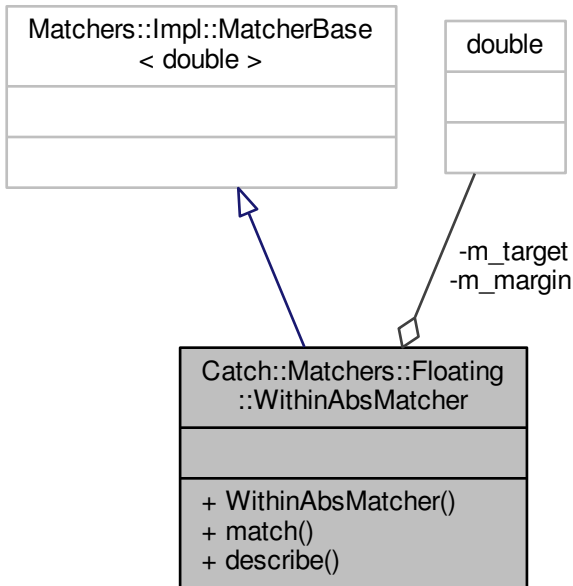 Matchers::Impl::MatcherBase
< double >
double
-m_target
-m_margin
Catch::Matchers::Floating
::WithinAbsMatcher
+ WithinAbsMatcher()
+ match()
+ describe()